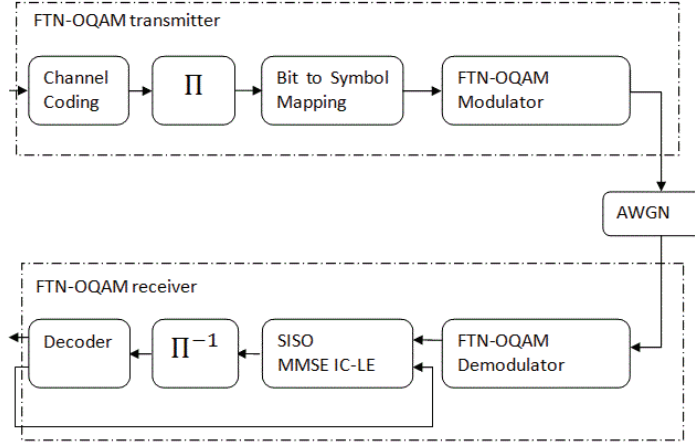 FTN-OQAM transmitter
Channel
Coding
Π
Bit to Symbol
Mapping
FTN-OQAM
Modulator
AWGN
FTN-OQAM receiver
Decoder
Π⁻¹
SISO
MMSE IC-LE
FTN-OQAM
Demodulator